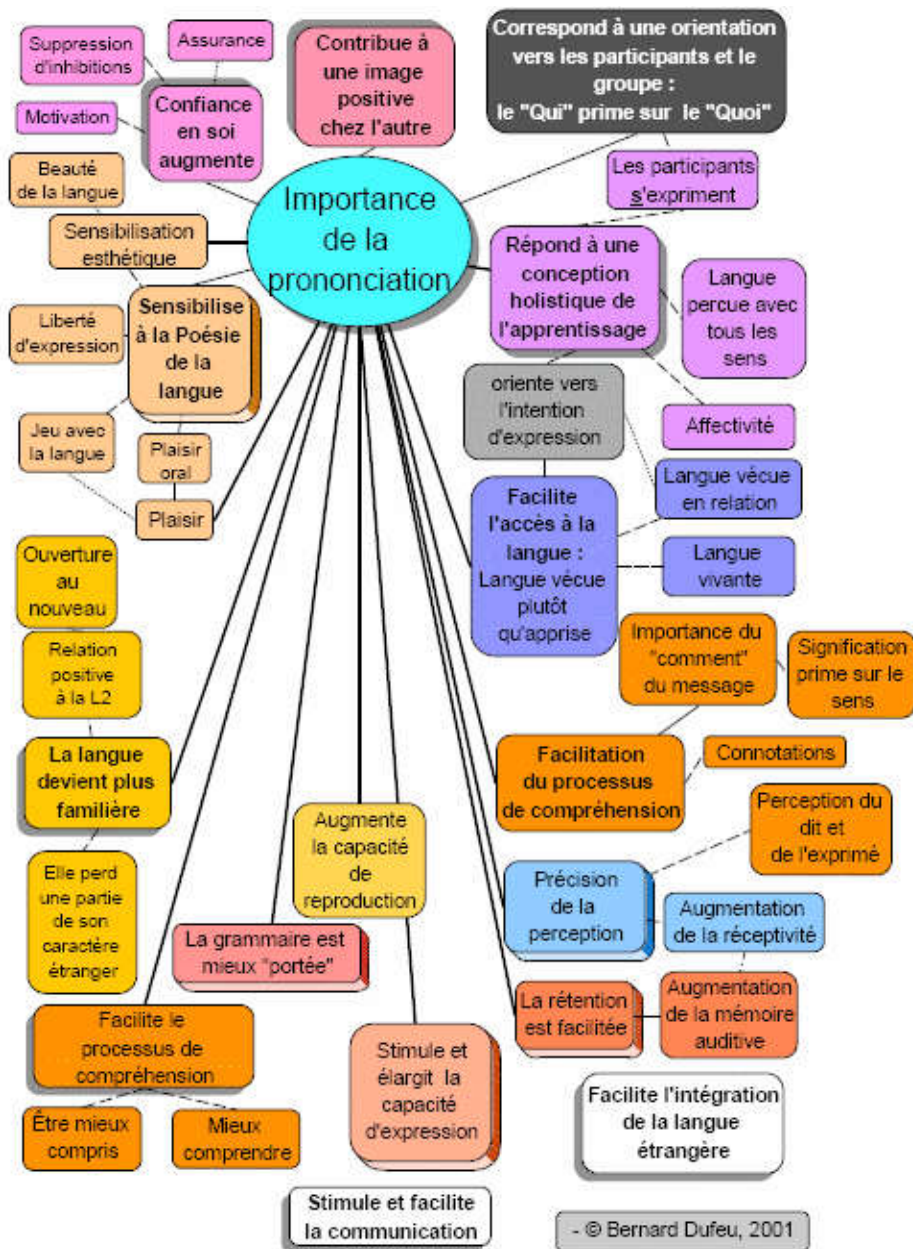 Suppression
d'inhibitions
Assurance
Motivation
Confiance
en soi
augmente
Contribue à
une image
positive
chez l'autre
Correspond à une orientation
vers les participants et le
groupe :
le "Qui" prime sur le "Quoi"
Les participants
s'expriment
Importance
de la
prononciation
Beauté
de la langue
Sensibilisation
esthétique
Sensibilise
à la Poésie
de la
langue
Liberté
d'expression
Jeu avec
la langue
Plaisir
oral
Plaisir
Répond à une
conception
holistique de
l'apprentissage
Langue
percue avec
tous les
sens
Affectivité
oriente vers
l'intention
d'expression
Facilite
l'accès à la
langue :
Langue vécue
plutôt
qu'apprise
Langue vécue
en relation
Langue
vivante
Ouverture
au
nouveau
Relation
positive
à la L2
La langue
devient plus
familière
Elle perd
une partie
de son
caractère
étranger
Importance du
"comment"
du message
Signification
prime sur le
sens
Facilitation
du processus
de compréhension
Connotations
Perception du
dit et
de l'exprimé
Précision
de la
perception
Augmentation
de la réceptivité
Augmente
la capacité
de
reproduction
La grammaire est
mieux "portée"
La rétention
est facilitée
Augmentation
de la mémoire
auditive
Facilite le
processus de
compréhension
Être mieux
compris
Mieux
comprendre
Stimule et
élargit la
capacité
d'expression
Facilite l'intégration
de la langue
étrangère
Stimule et facilite
la communication
- © Bernard Dufeu, 2001